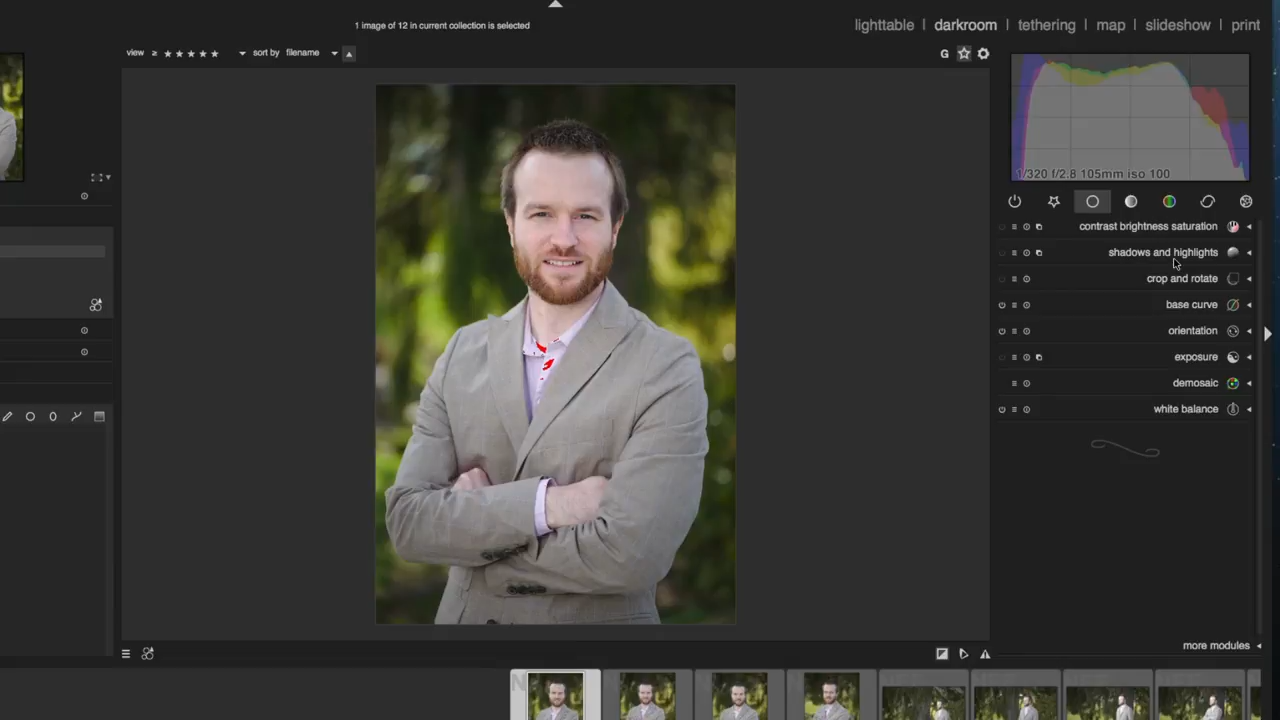 1 image of 12 in current collection is selected
lighttable | darkroom | tethering | map | slideshow | print
view ≥ ★ ★ ★ ★ ★ sort by filename
G
1/320 f/2.8 105mm iso 100
contrast brightness saturation
shadows and highlights
crop and rotate
base curve
orientation
exposure
demosaic
white balance
more modules